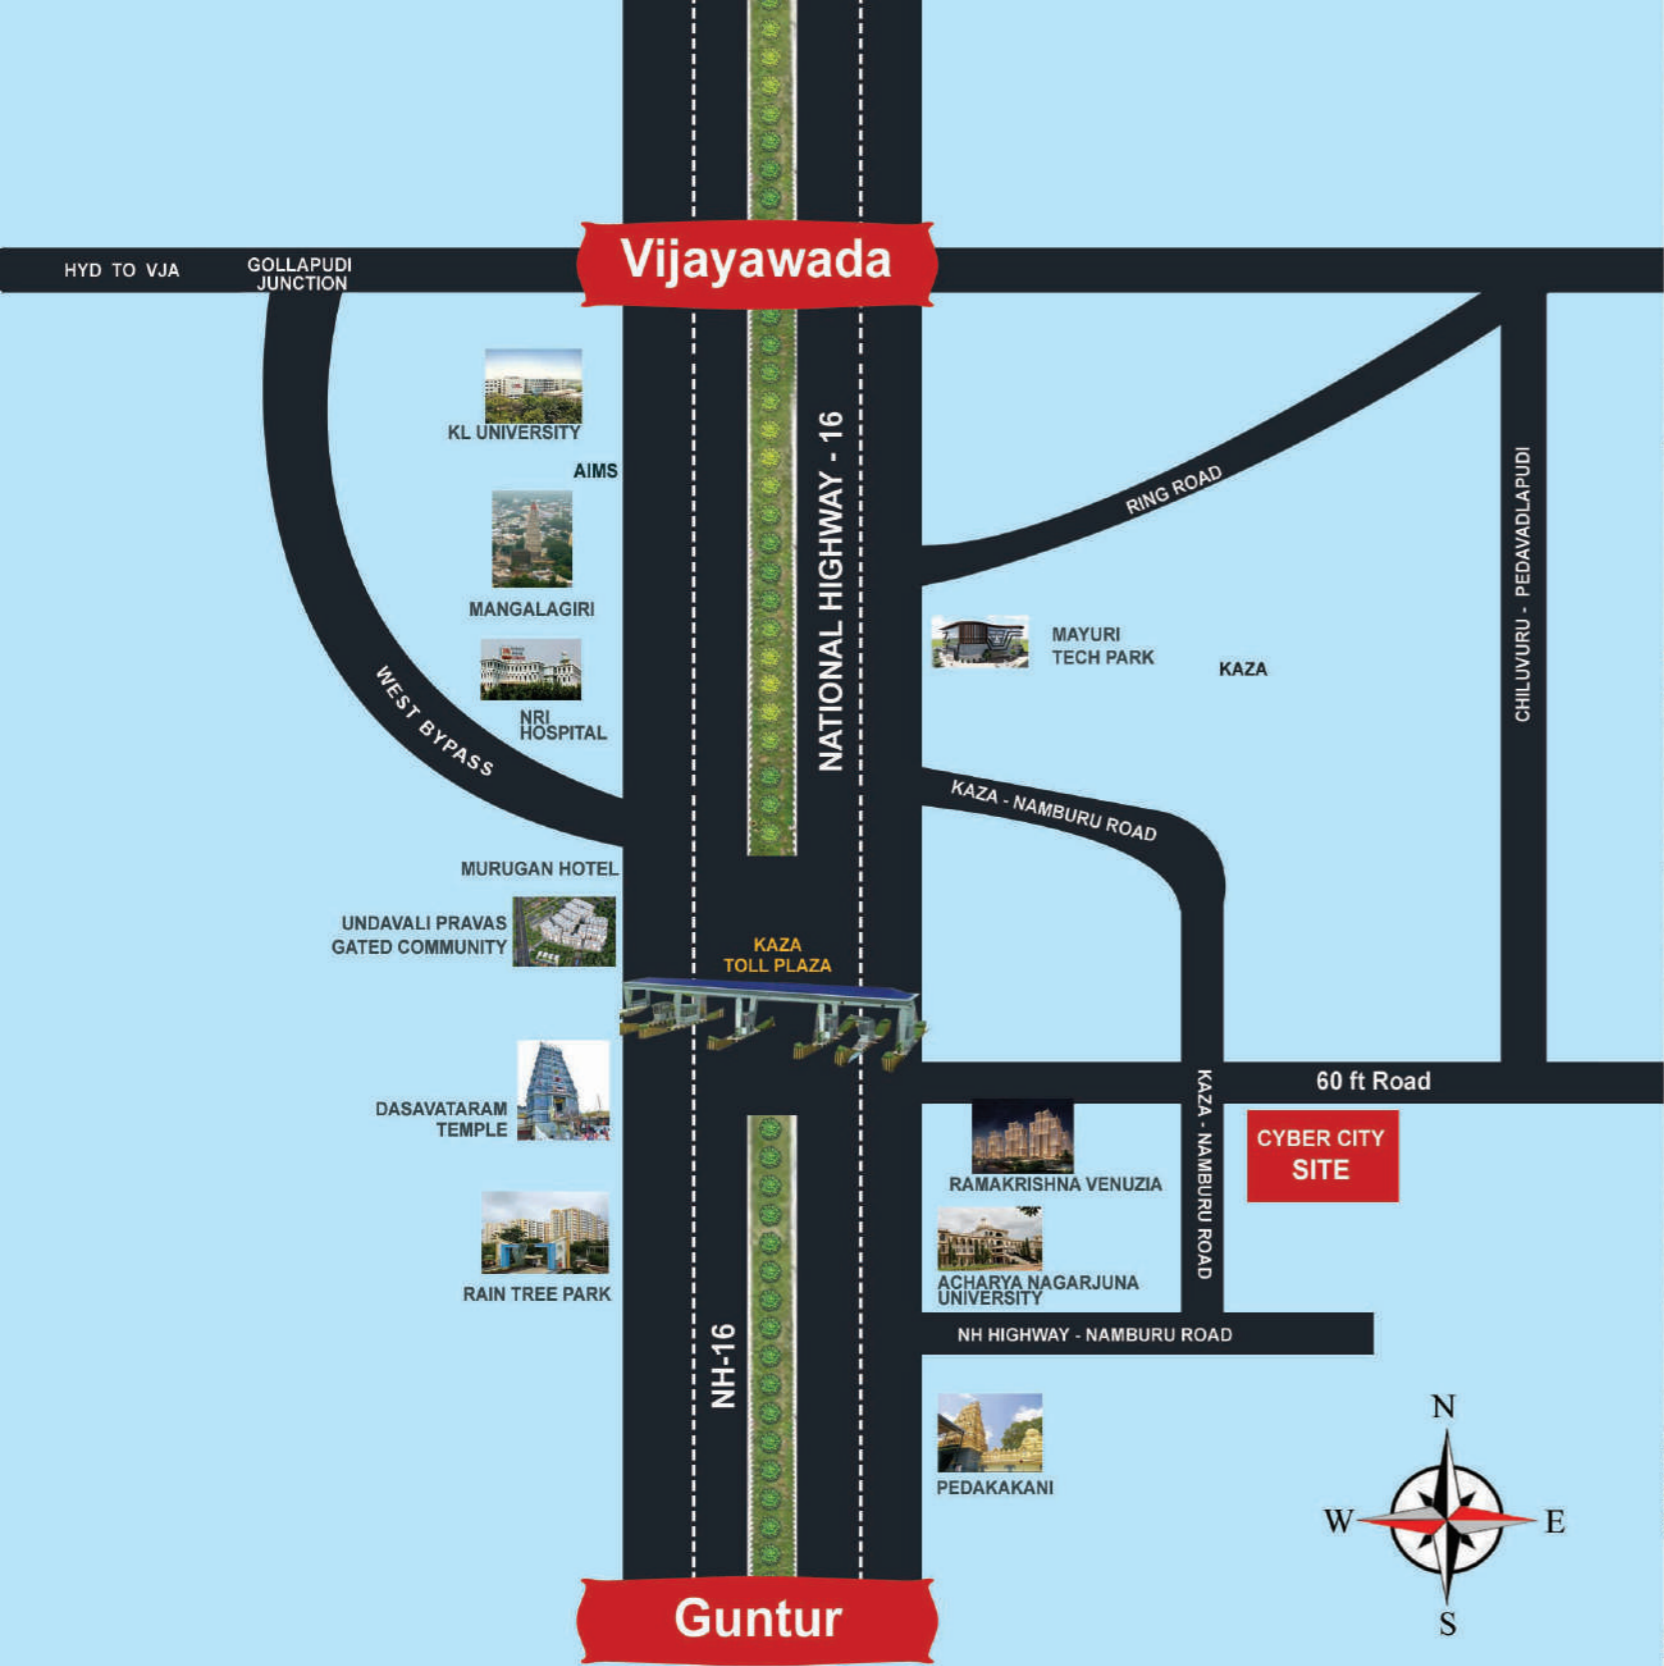 Vijayawada
HYD TO VJA
GOLLAPUDI
JUNCTION
KL UNIVERSITY
AIMS
MANGALAGIRI
NRI
HOSPITAL
WEST BYPASS
NATIONAL HIGHWAY - 16
RING ROAD
CHILUVURU - PEDAVADLAPUDI
MAYURI
TECH PARK
KAZA
KAZA - NAMBURU ROAD
MURUGAN HOTEL
UNDAVALI PRAVAS
GATED COMMUNITY
KAZA
TOLL PLAZA
60 ft Road
DASAVATARAM
TEMPLE
KAZA - NAMBURU ROAD
CYBER CITY
SITE
RAMAKRISHNA VENUZIA
RAIN TREE PARK
ACHARYA NAGARJUNA
UNIVERSITY
NH-16
NH HIGHWAY - NAMBURU ROAD
PEDAKAKANI
N
W
E
S
Guntur